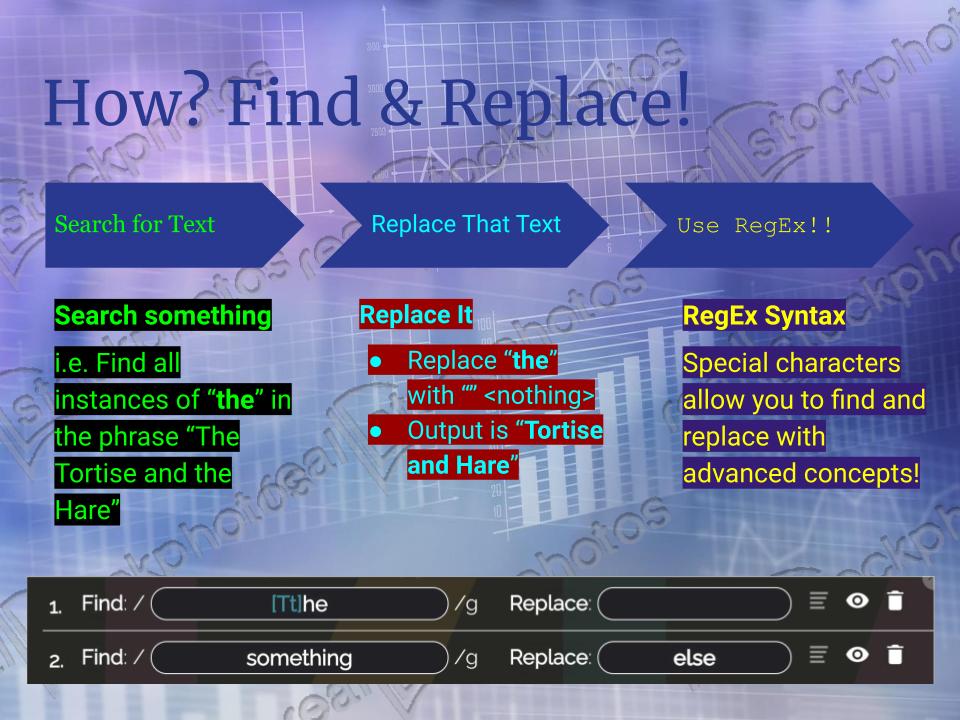 How? Find & Replace!
Search for Text
Replace That Text
Use RegEx!!
Search something
i.e. Find all
instances of “the” in
the phrase “The
Tortise and the
Hare”
Replace It
● Replace “the”
with “” <nothing>
● Output is “Tortise
and Hare”
RegEx Syntax
Special characters
allow you to find and
replace with
advanced concepts!
1. Find: / [Tt]he /g Replace:
2. Find: / something /g Replace: else